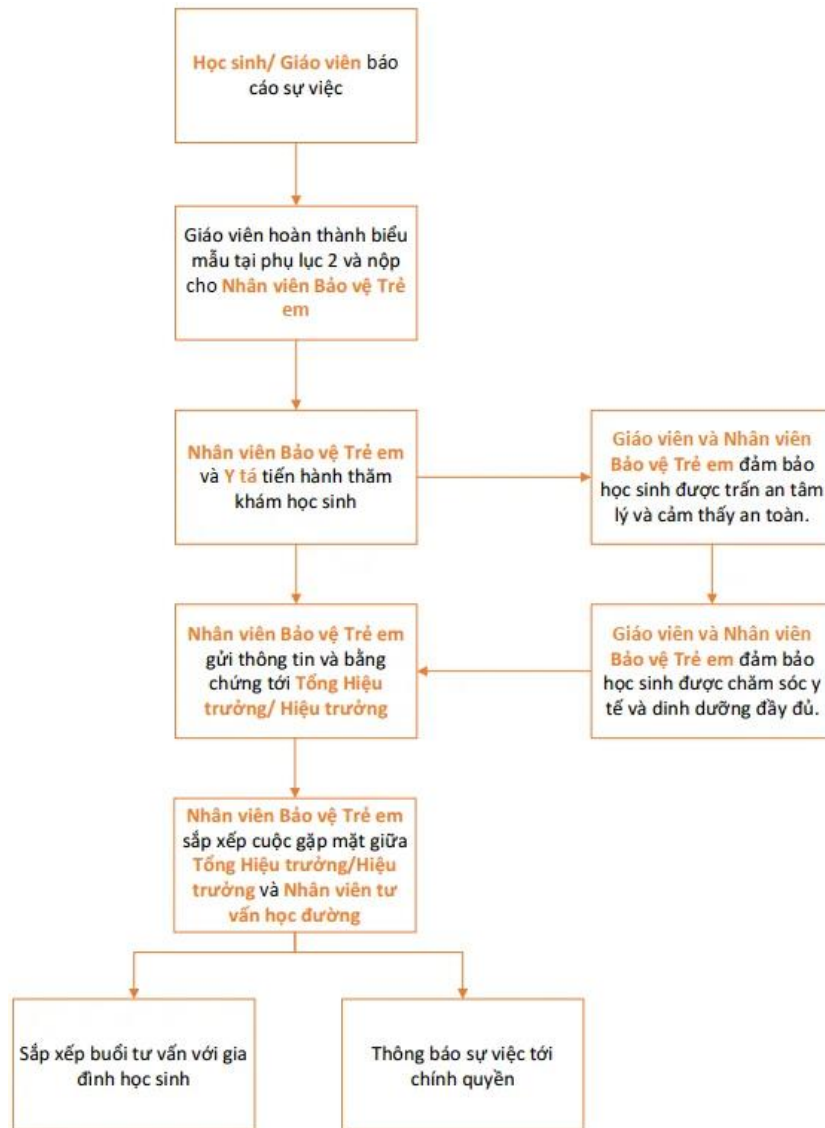 Học sinh/ Giáo viên báo
cáo sự việc
Giáo viên hoàn thành biểu
mẫu tại phụ lục 2 và nộp
cho Nhân viên Bảo vệ Trẻ
em
Nhân viên Bảo vệ Trẻ em
và Y tá tiến hành thăm
khám học sinh
Giáo viên và Nhân viên
Bảo vệ Trẻ em đảm bảo
học sinh được trấn an tâm
lý và cảm thấy an toàn.
Nhân viên Bảo vệ Trẻ em
gửi thông tin và bằng
chứng tới Tổng Hiệu
trưởng/ Hiệu trưởng
Giáo viên và Nhân viên
Bảo vệ Trẻ em đảm bảo
học sinh được chăm sóc y
tế và dinh dưỡng đầy đủ.
Nhân viên Bảo vệ Trẻ em
sắp xếp cuộc gặp mặt giữa
Tổng Hiệu trưởng/Hiệu
trưởng và Nhân viên tư
vấn học đường
Sắp xếp buổi tư vấn với gia
đình học sinh
Thông báo sự việc tới
chính quyền